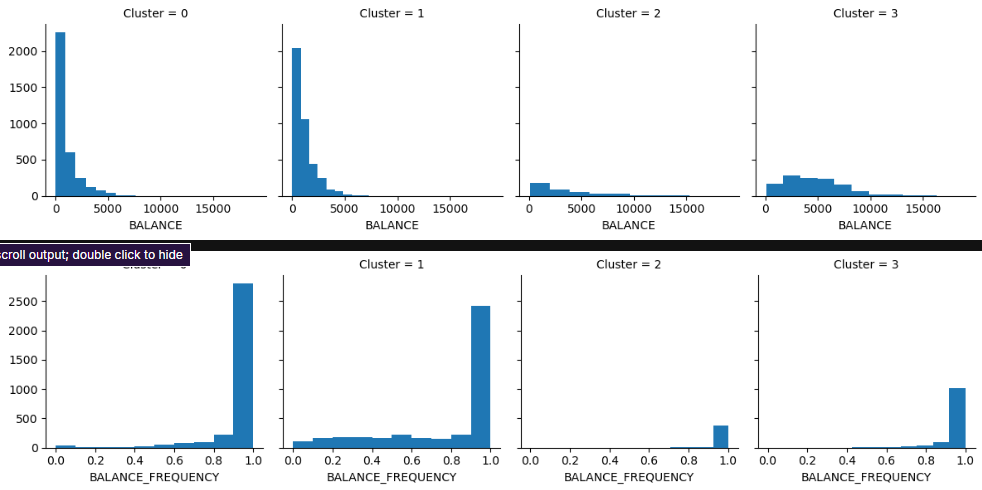 Cluster = 0 Cluster = 1 Cluster = 2 Cluster = 3
2000
1500
1000
500
0
0 5000 10000 15000 0 5000 10000 15000 0 5000 10000 15000 0 5000 10000 15000
BALANCE BALANCE BALANCE BALANCE
scroll output; double click to hide
Cluster = 1 Cluster = 2 Cluster = 3
2500
2000
1500
1000
500
0
0.0 0.2 0.4 0.6 0.8 1.0 0.0 0.2 0.4 0.6 0.8 1.0 0.0 0.2 0.4 0.6 0.8 1.0 0.0 0.2 0.4 0.6 0.8 1.0
BALANCE_FREQUENCY BALANCE_FREQUENCY BALANCE_FREQUENCY BALANCE_FREQUENCY